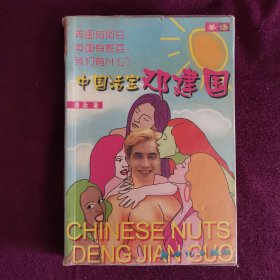 美国有阿甘,
英国有憨豆,
我们有什么?
中国活宝邓建国
CHINESE NUTS
DENG JIAN GUO